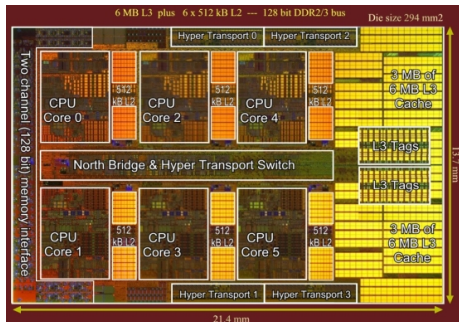 6 MB L3 plus 6 x 512 kB L2 --- 128 bit DDR2/3 bus
Die size 294 mm2
Hyper Transport 0
Hyper Transport 2
Two channel (128 bit) memory interface
CPU
Core 0
512
kB L2
CPU
Core 2
512
kB L2
CPU
Core 4
512
kB L2
3 MB of
6 MB L3
Cache
North Bridge & Hyper Transport Switch
L3 Tags
L3 Tags
13.7 mm
CPU
Core 1
512
kB L2
CPU
Core 3
512
kB L2
CPU
Core 5
512
kB L2
3 MB of
6 MB L3
Cache
Hyper Transport 1
Hyper Transport 3
21.4 mm